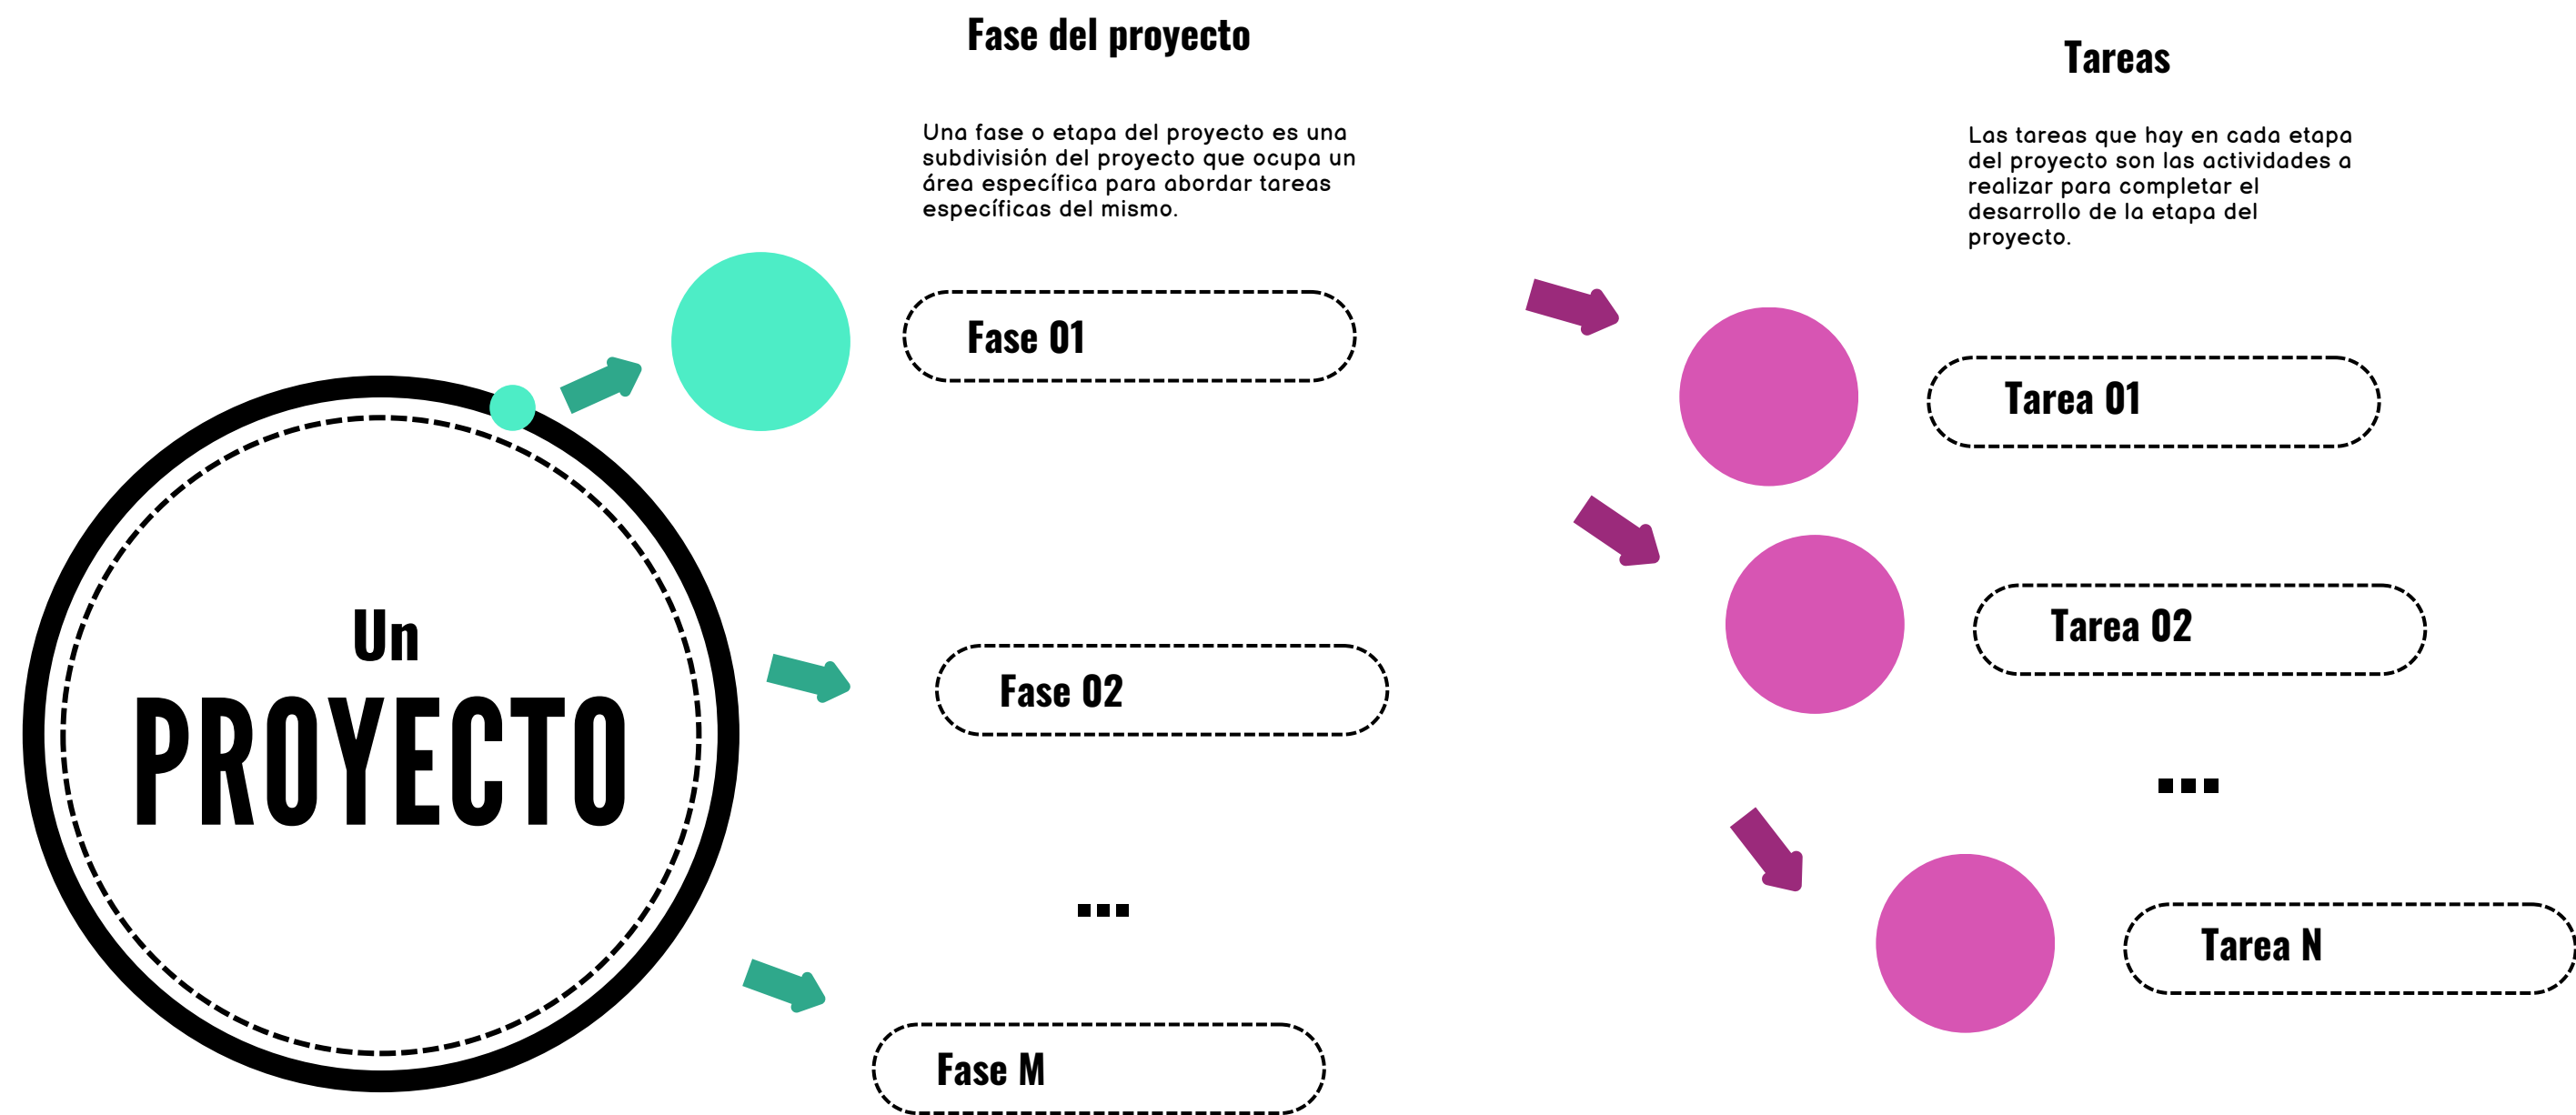 Fase del proyecto
Una fase o etapa del proyecto es una
subdivisión del proyecto que ocupa un
área específica para abordar tareas
específicas del mismo.
Tareas
Las tareas que hay en cada etapa
del proyecto son las actividades a
realizar para completar el
desarrollo de la etapa del
proyecto.
Un
PROYECTO
Fase 01
Fase 02
...
Fase M
Tarea 01
Tarea 02
...
Tarea N